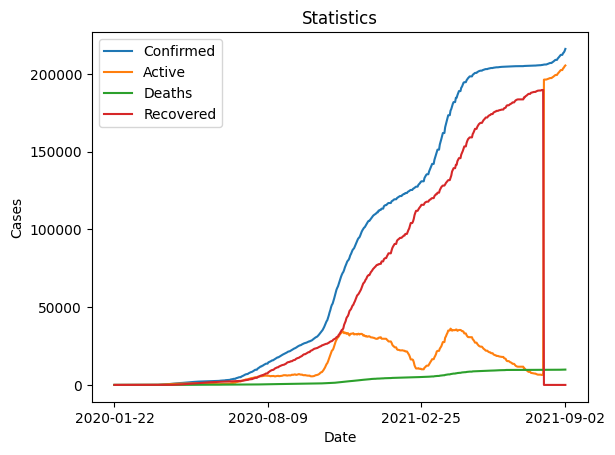 Statistics
Confirmed
Active
Deaths
Recovered
200000
150000
100000
50000
0
Cases
2020-01-22
2020-08-09
2021-02-25
2021-09-02
Date